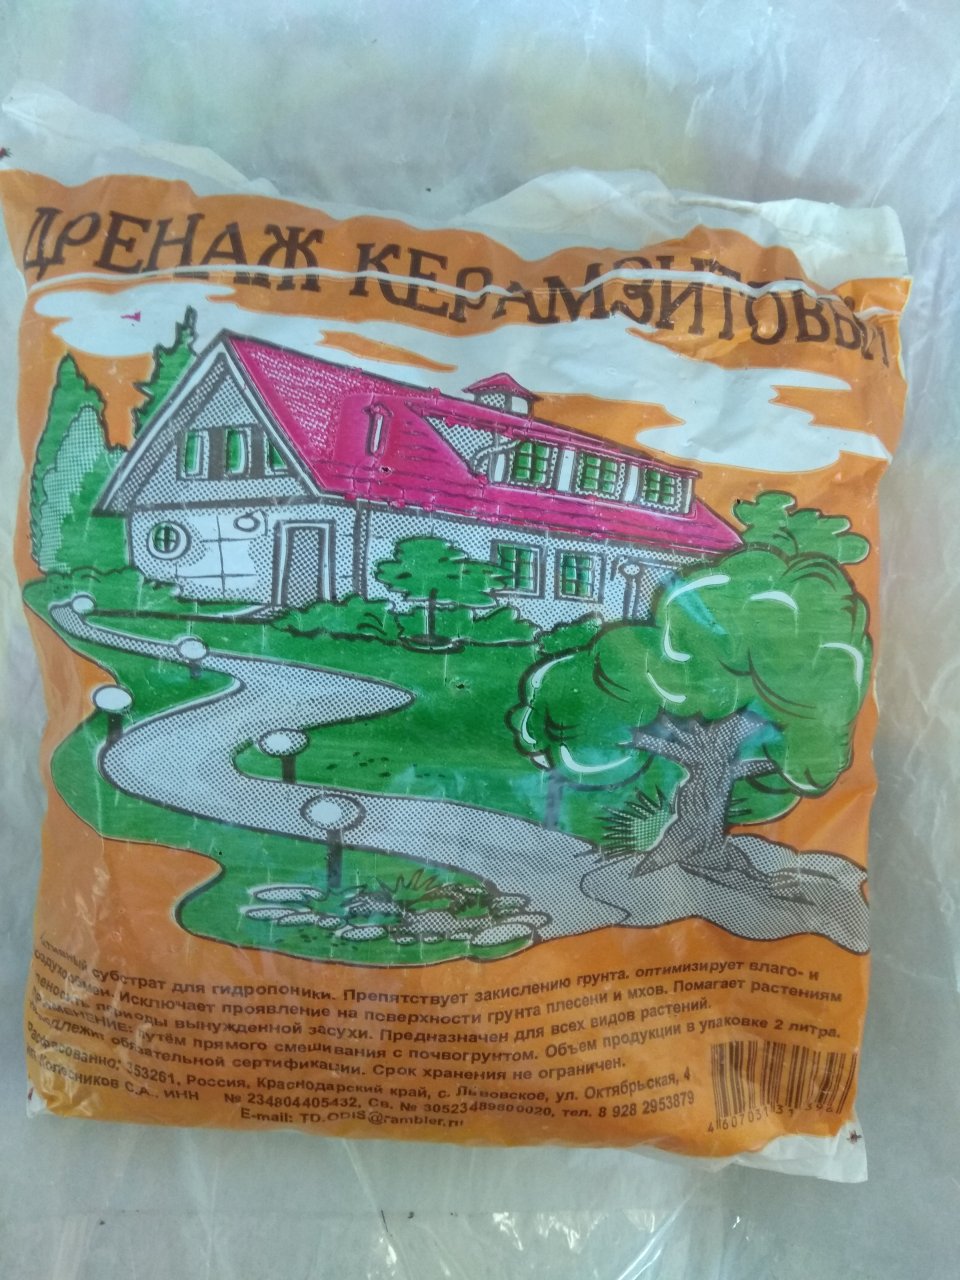 ДРЕНАЖ КЕРАМЗИТОВЫЙ
субстрат для гидропоники. Препятствует закислению грунта, оптимизирует влаго- и
Исключает проявление на поверхности грунта плесени и мхов. Помагает растениям
периоды вынужденной засухи. Предназначен для всех видов растений.
путём прямого смешивания с почвогрунтом. Объем продукции в упаковке 2 литра.
обязательной сертификации. Срок хранения не ограничен.
353261, Россия, Краснодарский край, с. Львовское, ул. Октябрьская, 4
Колесников С.А., ИНН № 234804405432, Св. № тел. 8 928 2953879
E-mail: TD.ODIS@rambler.ru